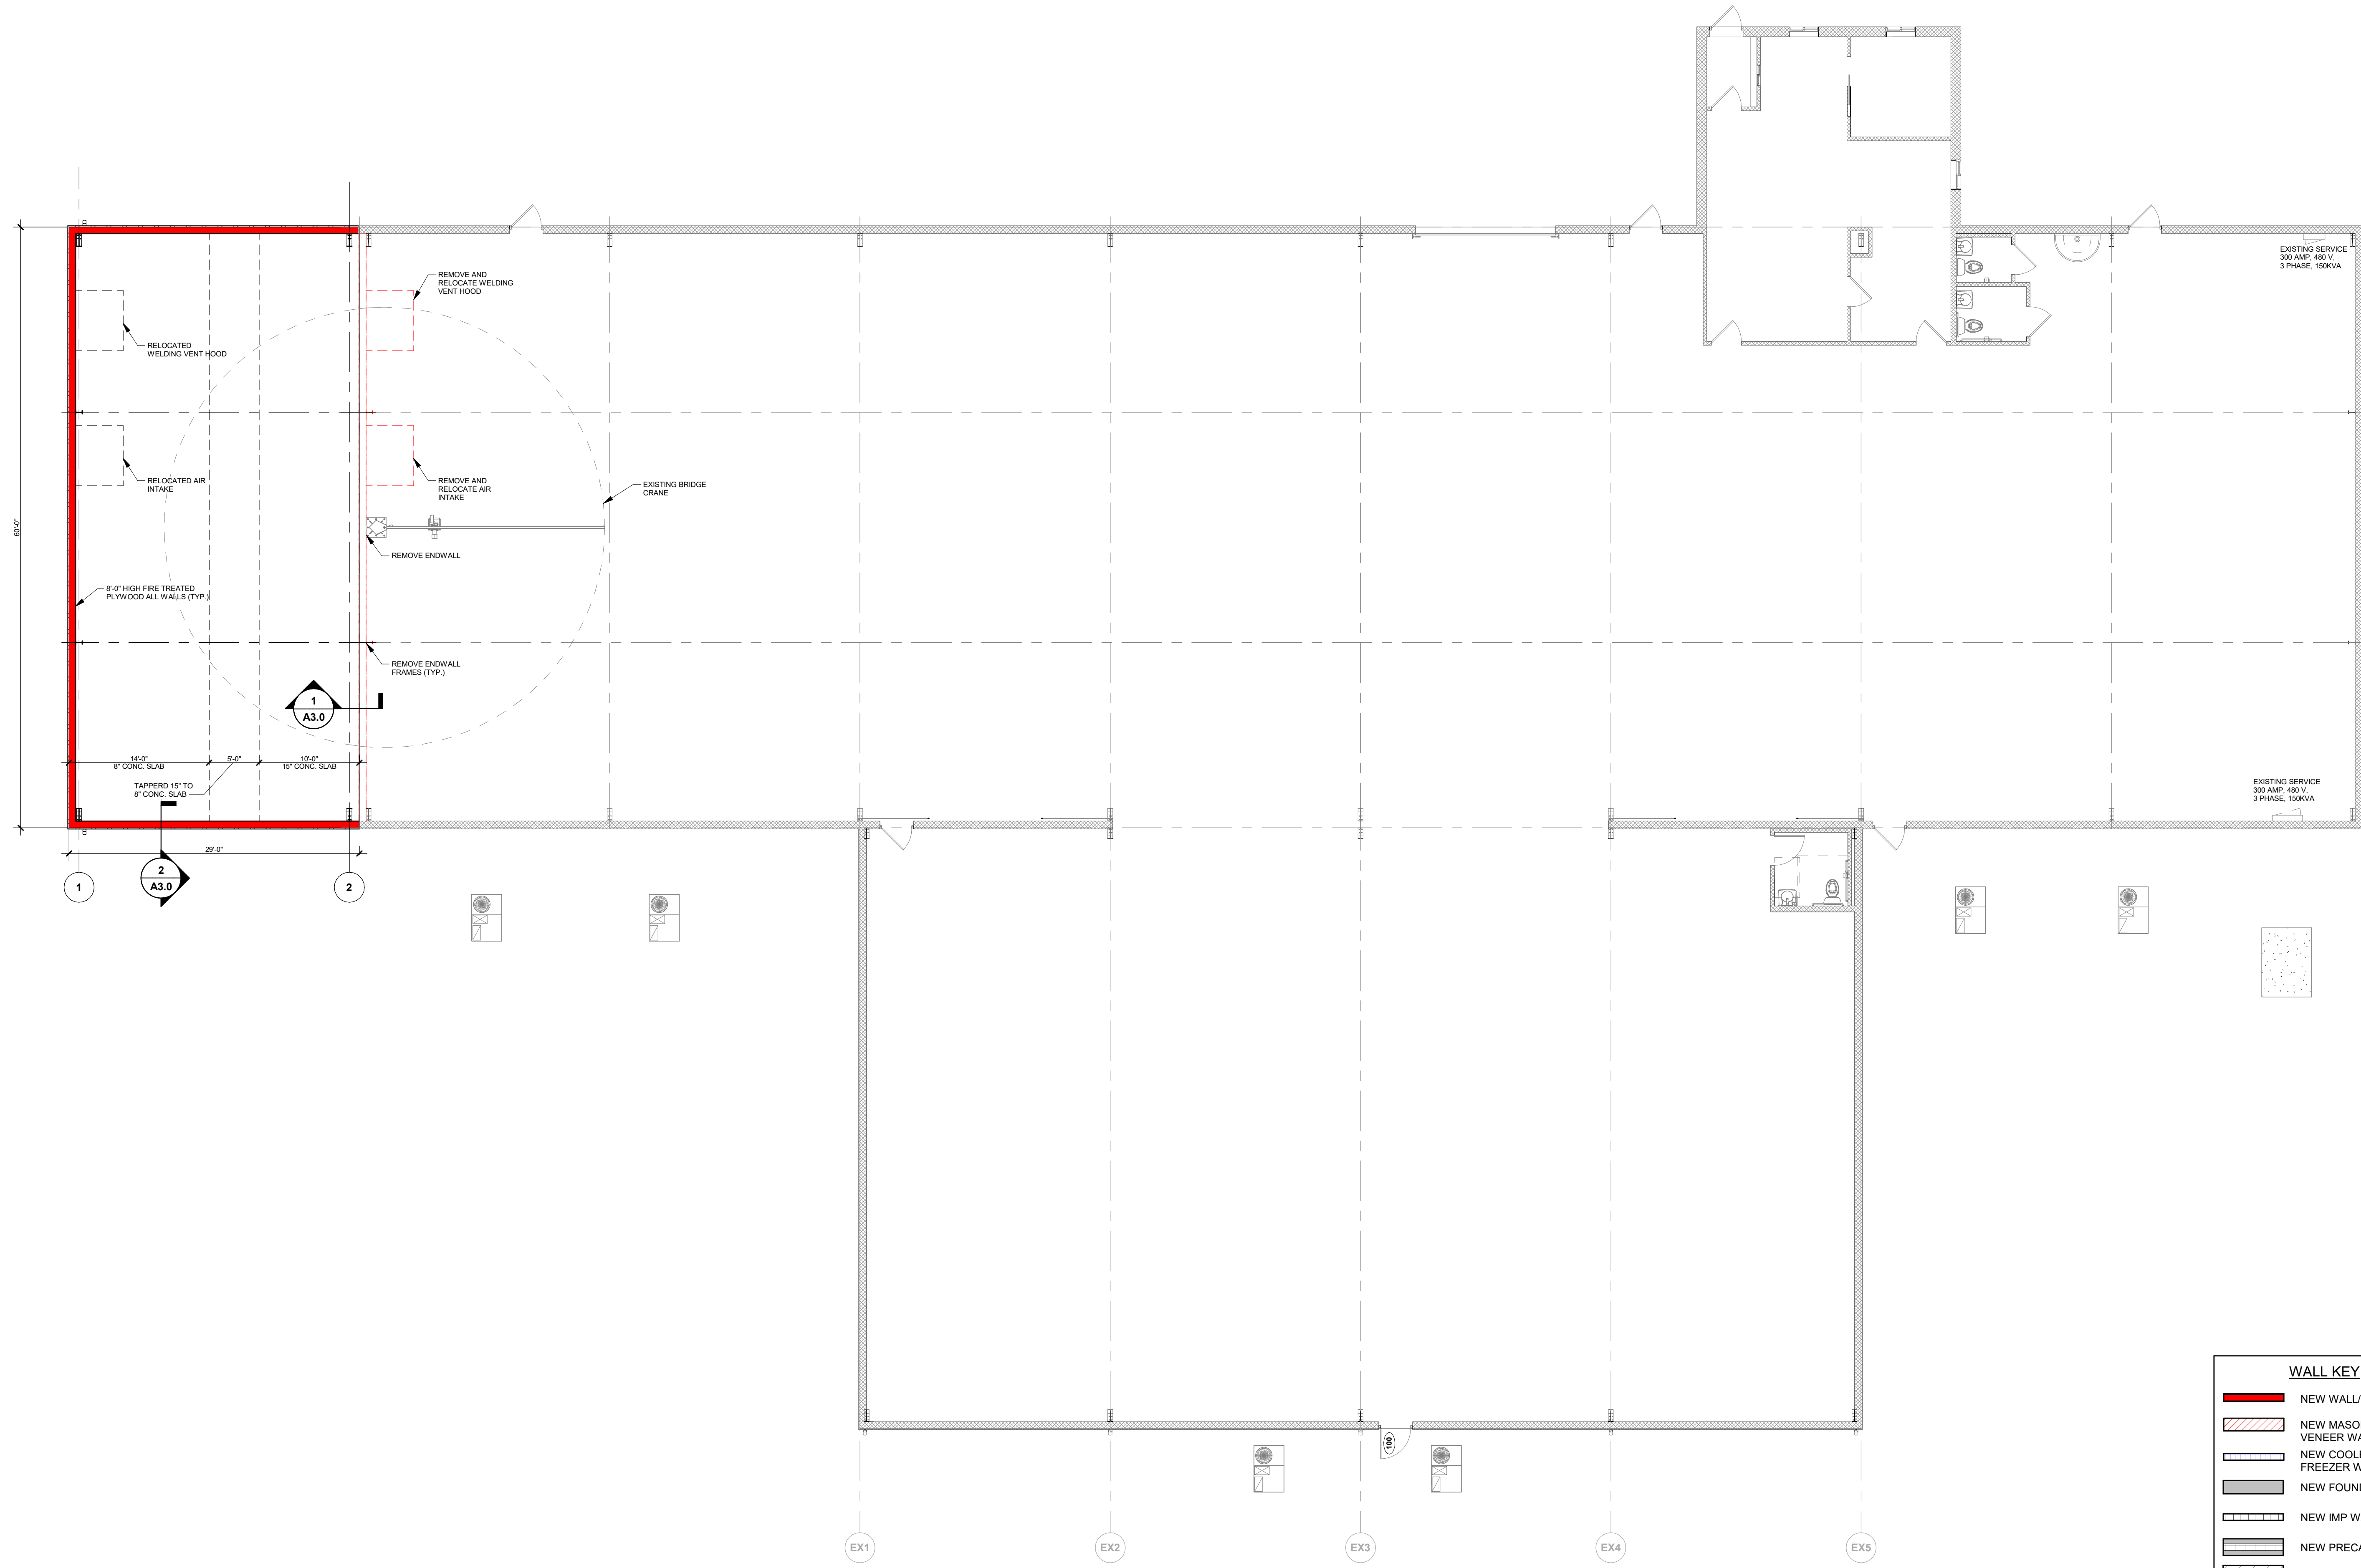 EXISTING SERVICE
300 AMP, 480 V,
3 PHASE, 150KVA
REMOVE AND
RELOCATE WELDING
VENT HOOD
RELOCATED
WELDING VENT HOOD
RELOCATED AIR
INTAKE
REMOVE AND
RELOCATE AIR
INTAKE
EXISTING BRIDGE
CRANE
60'-0"
REMOVE ENDWALL
8'-0" HIGH FIRE TREATED
PLYWOOD ALL WALLS (TYP.)
REMOVE ENDWALL
FRAMES (TYP.)
1
A3.0
14'-0"
8" CONC. SLAB
5'-0"
10'-0"
15" CONC. SLAB
TAPPERD 15" TO
8" CONC. SLAB
EXISTING SERVICE
300 AMP, 480 V,
3 PHASE, 150KVA
29'-0"
1
2
A3.0
2
100
WALL KEY
NEW WALL/
NEW MASO
VENEER WA
NEW COOLE
FREEZER W
NEW FOUN
NEW IMP W
NEW PRECA
EX1
EX2
EX3
EX4
EX5